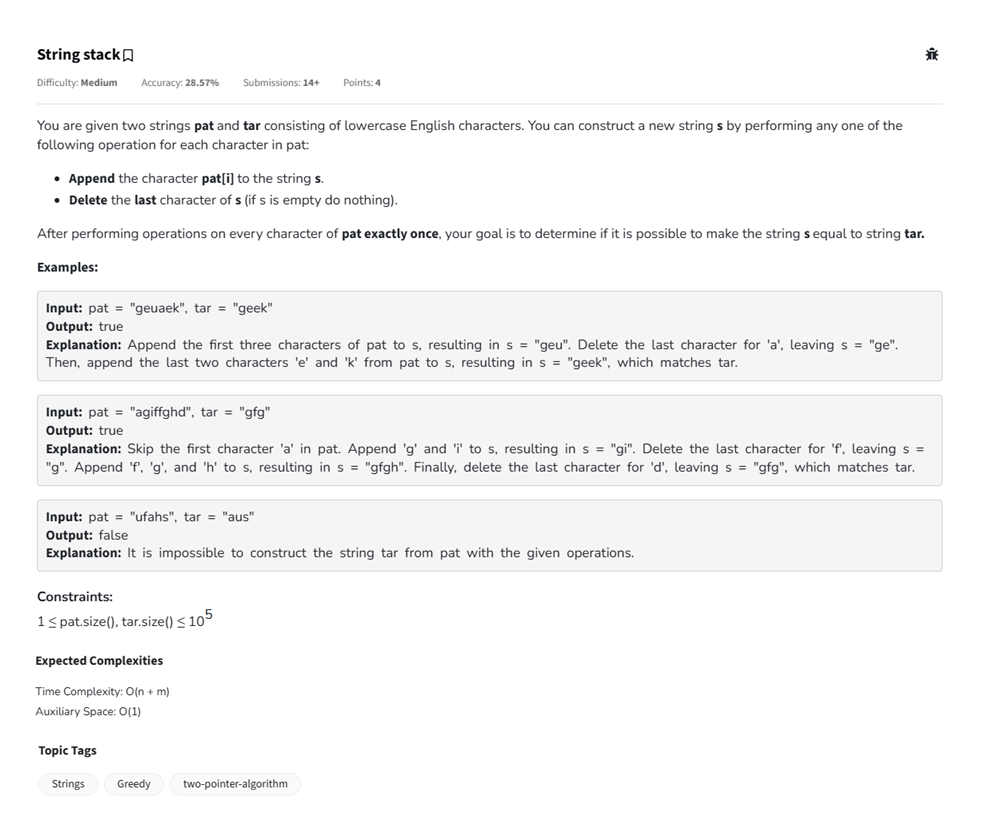 String stack
Difficulty: Medium Accuracy: 28.57% Submissions: 14+ Points: 4
You are given two strings pat and tar consisting of lowercase English characters. You can construct a new string s by performing any one of the
following operation for each character in pat:
• Append the character pat[i] to the string s.
• Delete the last character of s (if s is empty do nothing).
After performing operations on every character of pat exactly once, your goal is to determine if it is possible to make the string s equal to string tar.
Examples:
Input: pat = "geuaek", tar = "geek"
Output: true
Explanation: Append the first three characters of pat to s, resulting in s = "geu". Delete the last character for 'a', leaving s = "ge".
Then, append the last two characters 'e' and 'k' from pat to s, resulting in s = "geek", which matches tar.
Input: pat = "agiffghd", tar = "gfg"
Output: true
Explanation: Skip the first character 'a' in pat. Append 'g' and 'i' to s, resulting in s = "gi". Delete the last character for 'f', leaving s =
"g". Append 'f', 'g', and 'h' to s, resulting in s = "gfgh". Finally, delete the last character for 'd', leaving s = "gfg", which matches tar.
Input: pat = "ufahs", tar = "aus"
Output: false
Explanation: It is impossible to construct the string tar from pat with the given operations.
Constraints:
1 ≤ pat.size(), tar.size() ≤ 10⁵
Expected Complexities
Time Complexity: O(n + m)
Auxiliary Space: O(1)
Topic Tags
Strings Greedy two-pointer-algorithm